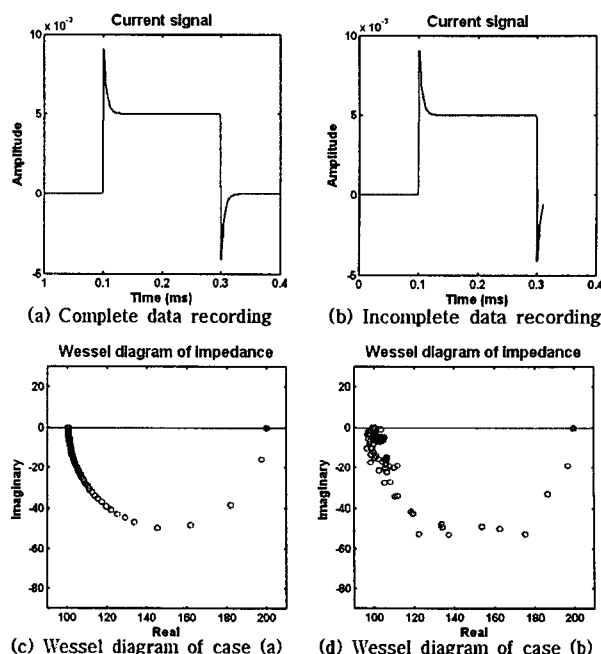 × 10⁻³ Current signal
10
5
0
-5
Amplitude
1 0.1 0.2 0.3 0.4
Time (ms)
(a) Complete data recording
× 10⁻³ Current signal
10
5
0
-5
Amplitude
0 0.1 0.2 0.3 0.4
Time (ms)
(b) Incomplete data recording
Wessel diagram of Impedance
20
0
-20
-40
-60
-80
Imaginary
100 120 140 160 180 200
Real
(c) Wessel diagram of case (a)
Wessel diagram of impedance
20
0
-20
-40
-60
-80
Imaginary
100 120 140 160 180 200
Real
(d) Wessel diagram of case (b)